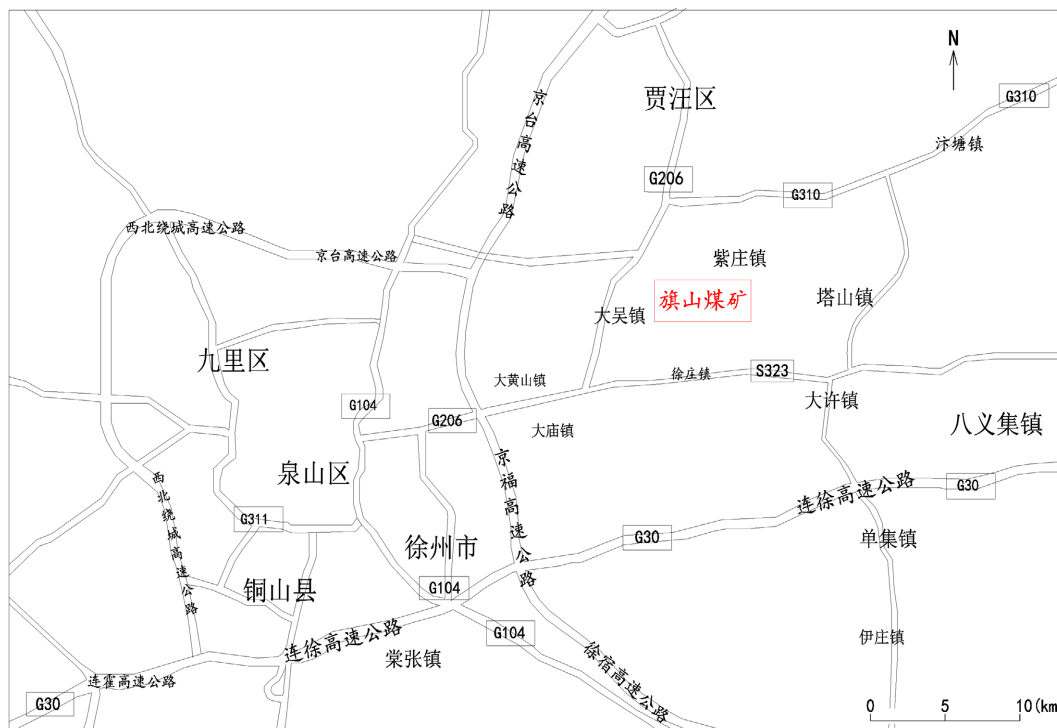 N
京台高速公路
贾汪区
G310
汴塘镇
G206
G310
西北绕城高速公路
京台高速公路
紫庄镇
旗山煤矿
塔山镇
大吴镇
九里区
大黄山镇
徐庄镇
S323
大许镇
G104
G206
大庙镇
八义集镇
泉山区
京福高速公路
西北绕城高速公路
连徐高速公路
G30
G311
徐州市
G30
单集镇
铜山县
G104
G104
连徐高速公路
棠张镇
徐宿高速公路
伊庄镇
连霍高速公路
G30
0 5 10(km